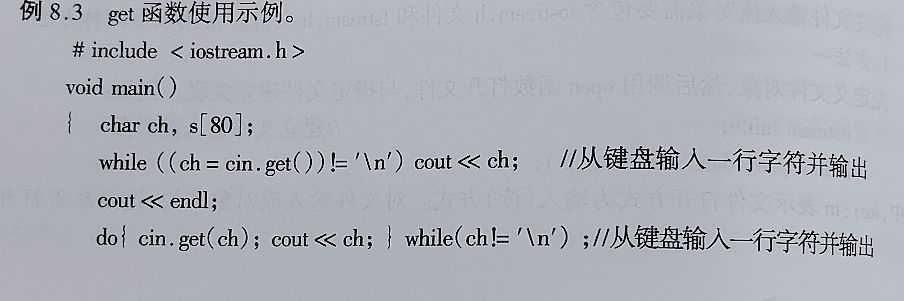 例 8.3 get 函数使用示例。
# include < iostream.h >
void main()
{ char ch, s[80];
while ((ch = cin.get())!= '\n') cout << ch; //从键盘输入一行字符并输出
cout << endl;
do{ cin.get(ch); cout << ch; } while(ch!= '\n') ;//从键盘输入一行字符并输出